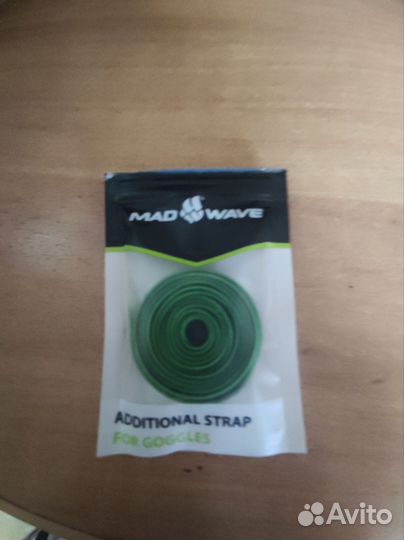 MAD WAVE
ADDITIONAL STRAP
FOR GOGGLES
Avito